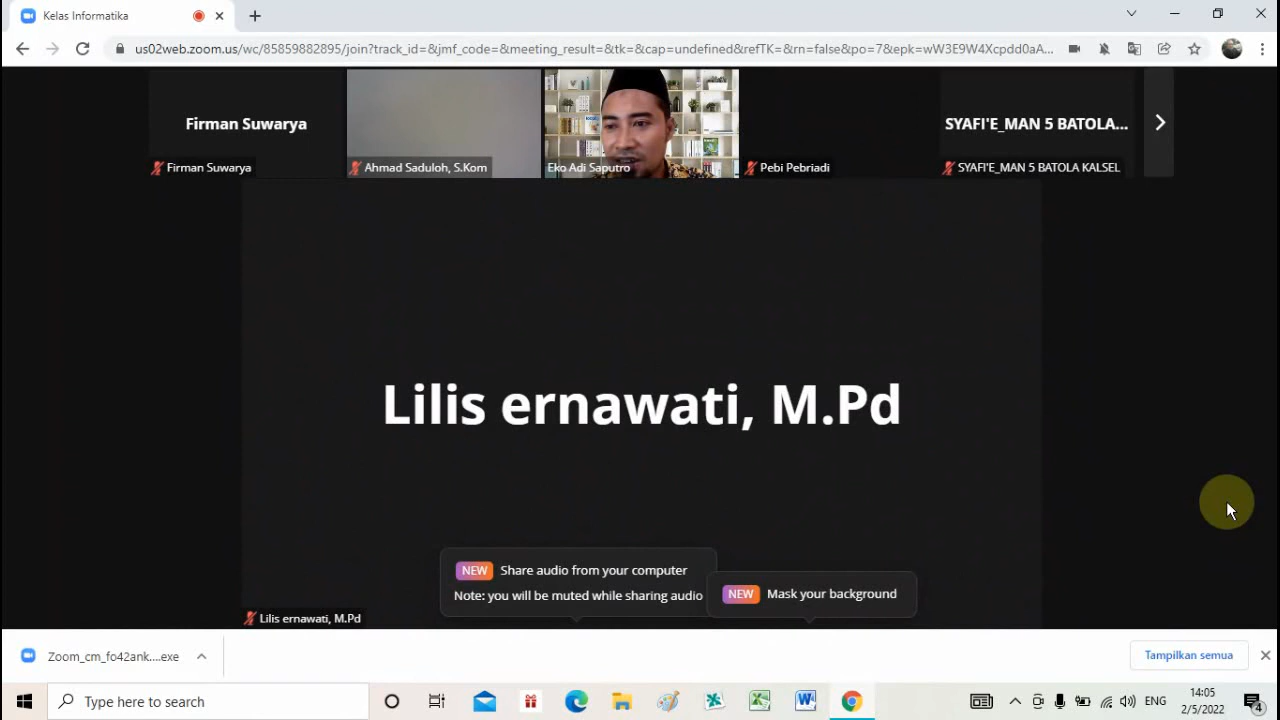 Kelas Informatika
us02web.zoom.us/wc/85859882895/join?track_id=&jmf_code=&meeting_result=&tk=&cap=undefined&refTK=&rn=false&po=7&epk=wW3E9W4Xcpdd0aA...
Firman Suwarya
SYAFI'E_MAN 5 BATOLA...
Firman Suwarya
Ahmad Saduloh, S.Kom
Eko Adi Saputro
Pebi Pebriadi
SYAFI'E_MAN 5 BATOLA KALSEL
Lilis ernawati, M.Pd
NEW Share audio from your computer
Note: you will be muted while sharing audio
NEW Mask your background
Lilis ernawati, M.Pd
Zoom_cm_fo42ank....exe
Tampilkan semua
Type here to search
ENG
14:05
2/5/2022
4